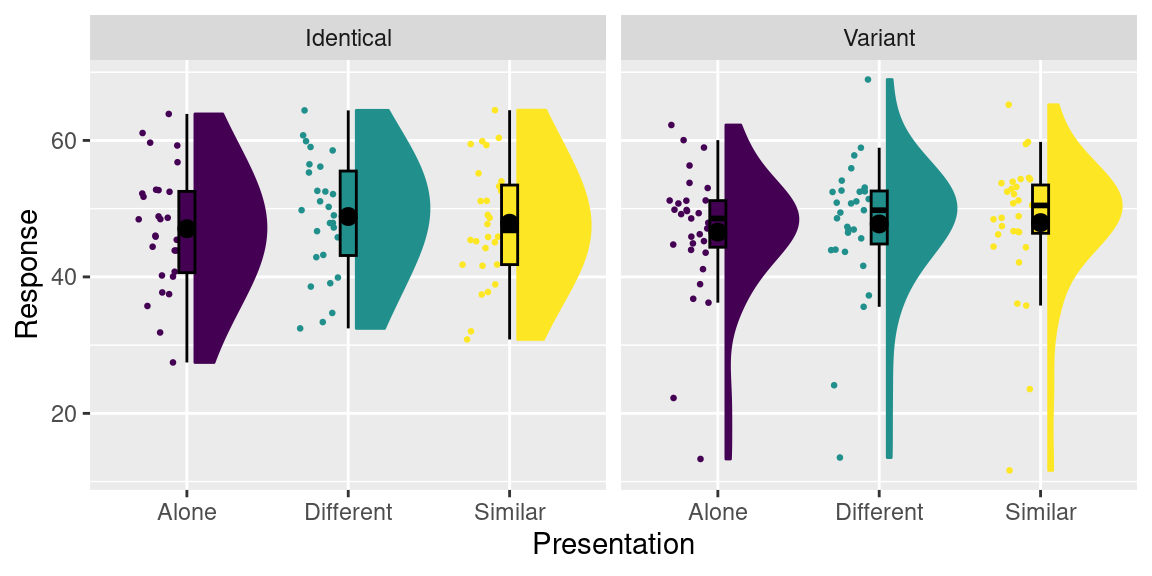 Identical
Variant
Response
60
40
20
Alone
Different
Similar
Alone
Different
Similar
Presentation